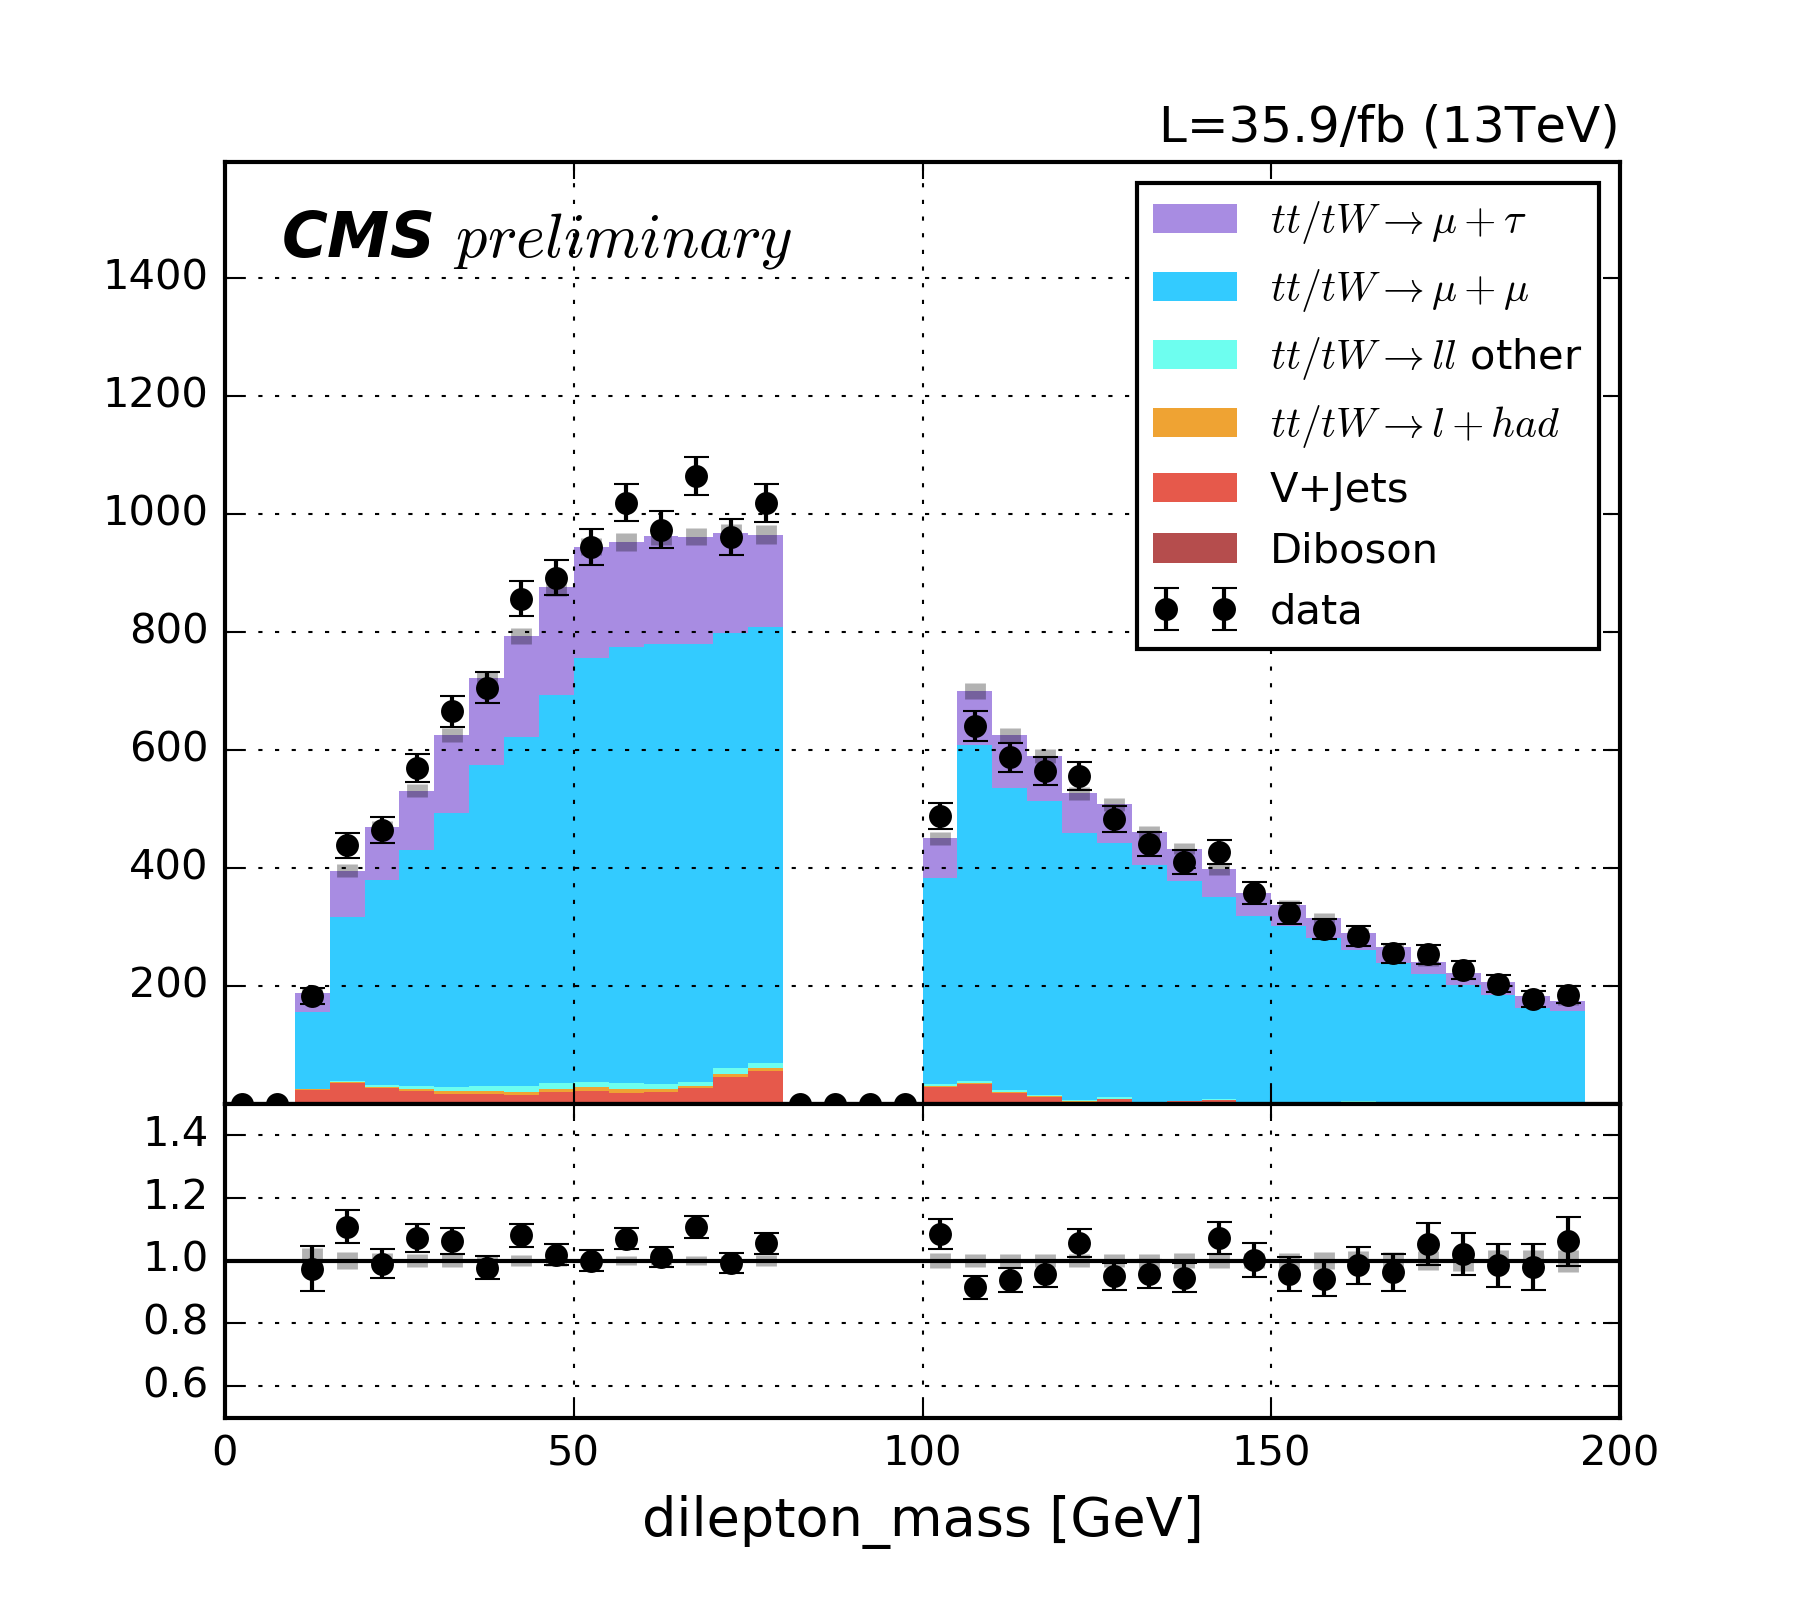 L=35.9/fb (13TeV)
CMS preliminary
tt/tW→μ+τ
tt/tW→μ+μ
tt/tW→ll other
tt/tW→l+had
V+Jets
Diboson
data
1400
1200
1000
800
600
400
200
1.4
1.2
1.0
0.8
0.6
0 50 100 150 200
dilepton_mass [GeV]